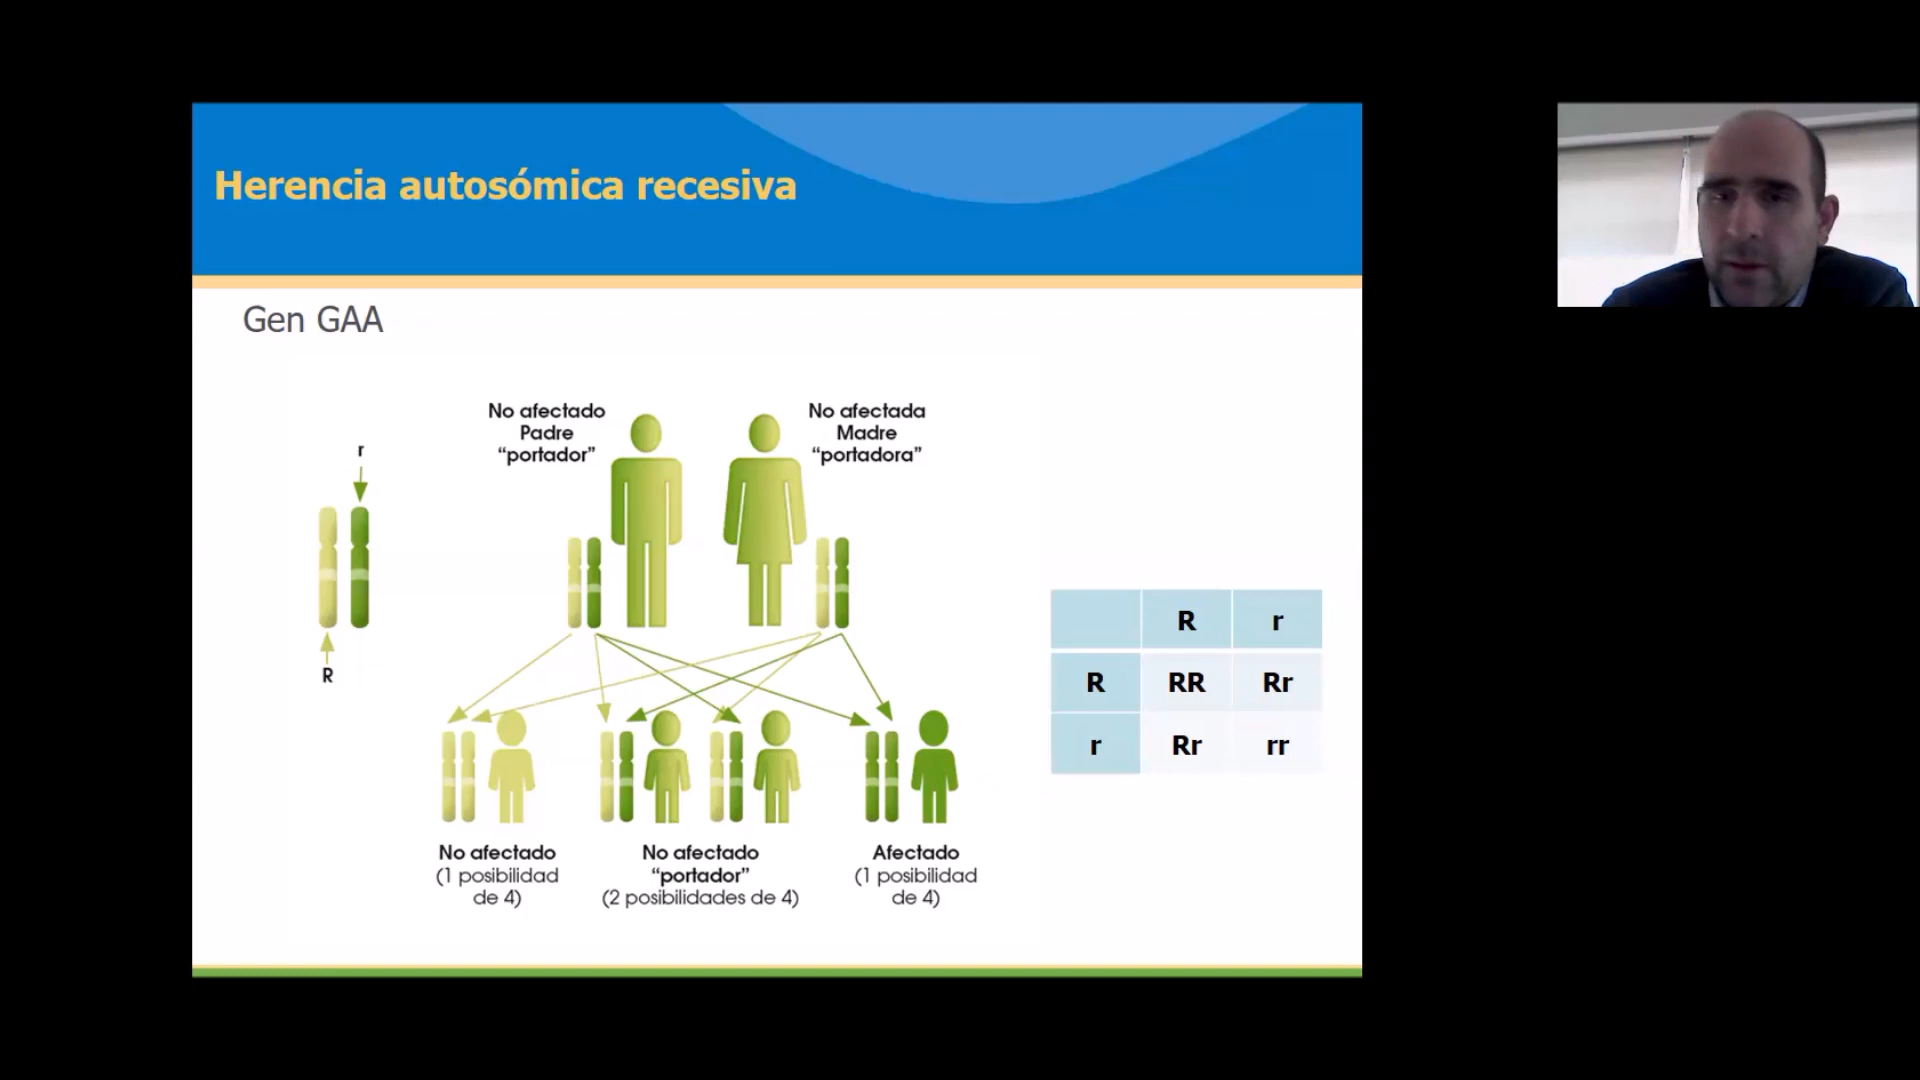 Herencia autosómica recesiva
Gen GAA
No afectado
Padre
“portador”
No afectada
Madre
“portadora”
r
R
R r
R RR Rr
r Rr rr
No afectado
(1 posibilidad
de 4)
No afectado
“portador”
(2 posibilidades de 4)
Afectado
(1 posibilidad
de 4)